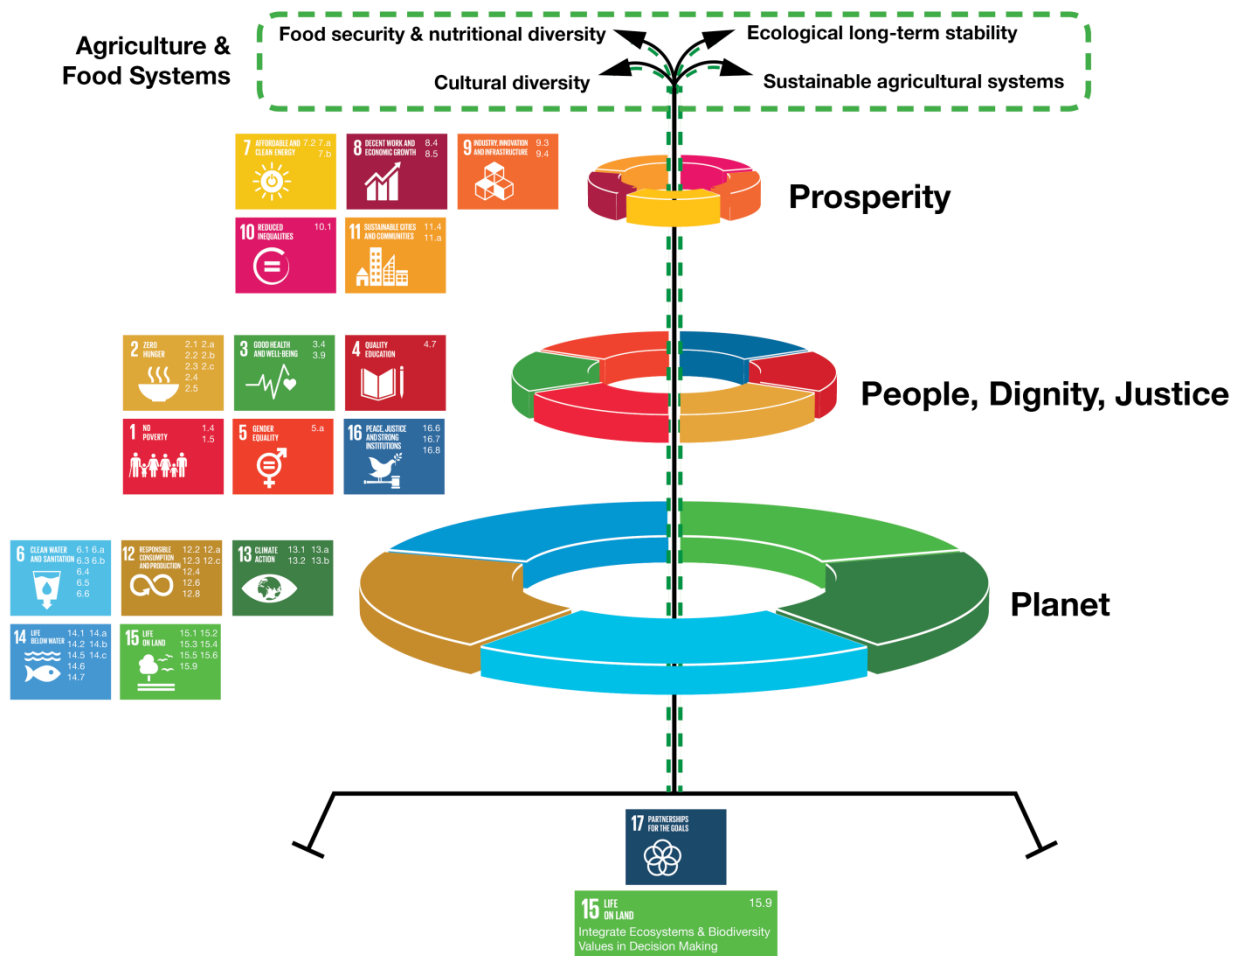 Agriculture &
Food Systems
Food security & nutritional diversity
Ecological long-term stability
Cultural diversity
Sustainable agricultural systems
7 AFFORDABLE AND CLEAN ENERGY 7.2 7.a
7.b
8 DECENT WORK AND ECONOMIC GROWTH 8.4
8.5
9 INDUSTRY, INNOVATION AND INFRASTRUCTURE 9.3
9.4
Prosperity
10 REDUCED INEQUALITIES 10.1
11 SUSTAINABLE CITIES AND COMMUNITIES 11.4
11.a
2 ZERO HUNGER 2.1 2.a
2.2 2.b
2.3 2.c
2.4
2.5
3 GOOD HEALTH AND WELL-BEING 3.4
3.9
4 QUALITY EDUCATION 4.7
People, Dignity, Justice
1 NO POVERTY 1.4
1.5
5 GENDER EQUALITY 5.a
16 PEACE, JUSTICE AND STRONG INSTITUTIONS 16.6
16.7
16.8
6 CLEAN WATER AND SANITATION 6.1 6.a
6.3 6.b
6.4
6.5
6.6
12 RESPONSIBLE CONSUMPTION AND PRODUCTION 12.2 12.a
12.3 12.c
12.4
12.6
12.8
13 CLIMATE ACTION 13.1 13.a
13.2 13.b
Planet
14 LIFE BELOW WATER 14.1 14.a
14.2 14.b
14.5 14.c
14.6
14.7
15 LIFE ON LAND 15.1 15.2
15.3 15.4
15.5 15.6
15.9
17 PARTNERSHIPS FOR THE GOALS
15 LIFE ON LAND 15.9
Integrate Ecosystems & Biodiversity
Values in Decision Making